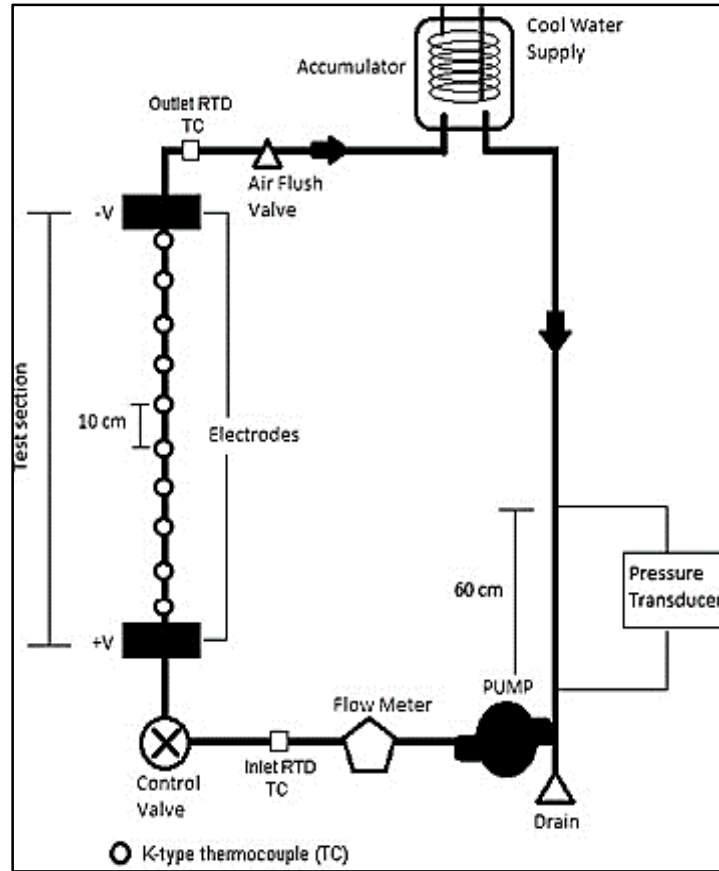 Cool Water
Supply
Accumulator
Outlet RTD
TC
Air Flush
Valve
-V
Test section
10 cm
Electrodes
60 cm
Pressure
Transducer
+V
PUMP
Flow Meter
Inlet RTD
TC
Control
Valve
Drain
K-type thermocouple (TC)